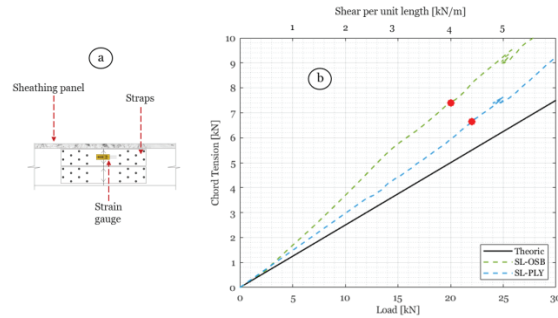 a
Sheathing panel
Straps
Strain
gauge
Shear per unit length [kN/m]
1 2 3 4 5
b
Chord Tension [kN]
10
9
8
7
6
5
4
3
2
1
0
0 5 10 15 20 25 30
Load [kN]
Theoric
SL-OSB
SL-PLY